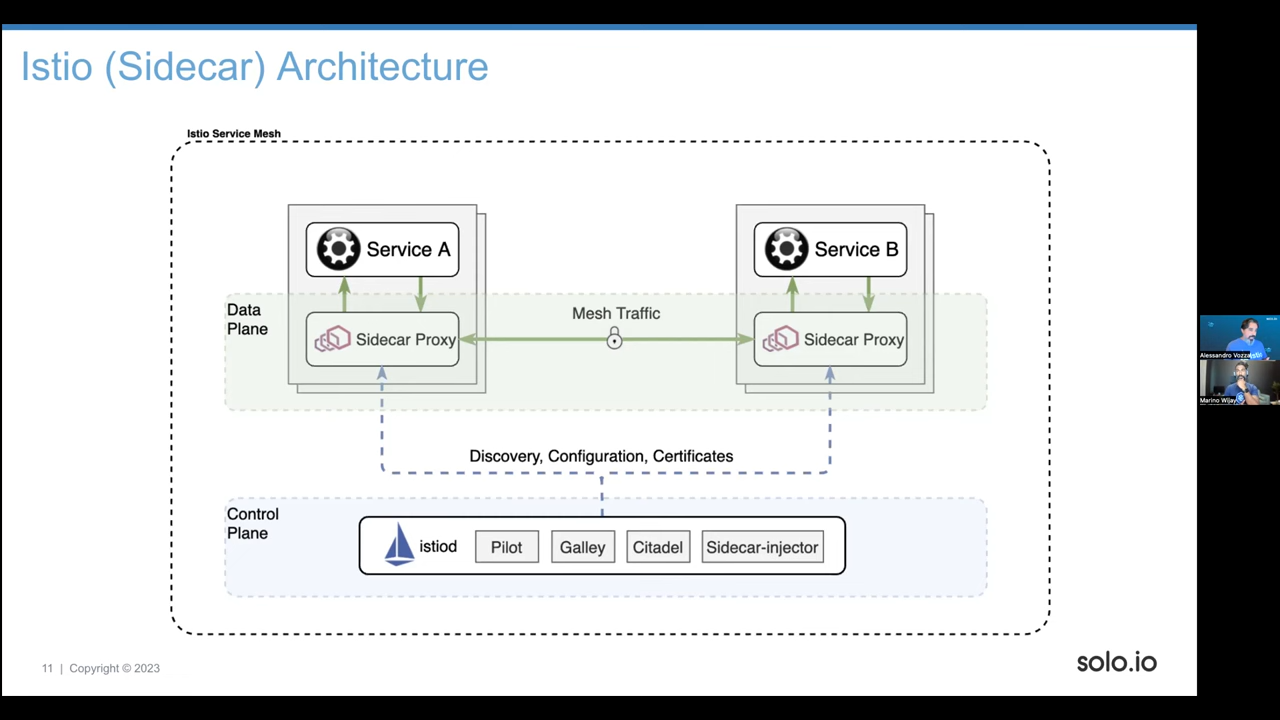 Istio (Sidecar) Architecture
Istio Service Mesh
Service A
Service B
Data
Plane
Mesh Traffic
Sidecar Proxy
Sidecar Proxy
Discovery, Configuration, Certificates
Control
Plane
istiod
Pilot
Galley
Citadel
Sidecar-injector
11 | Copyright © 2023
solo.io
Alessandro Vozza
Marino Wijay